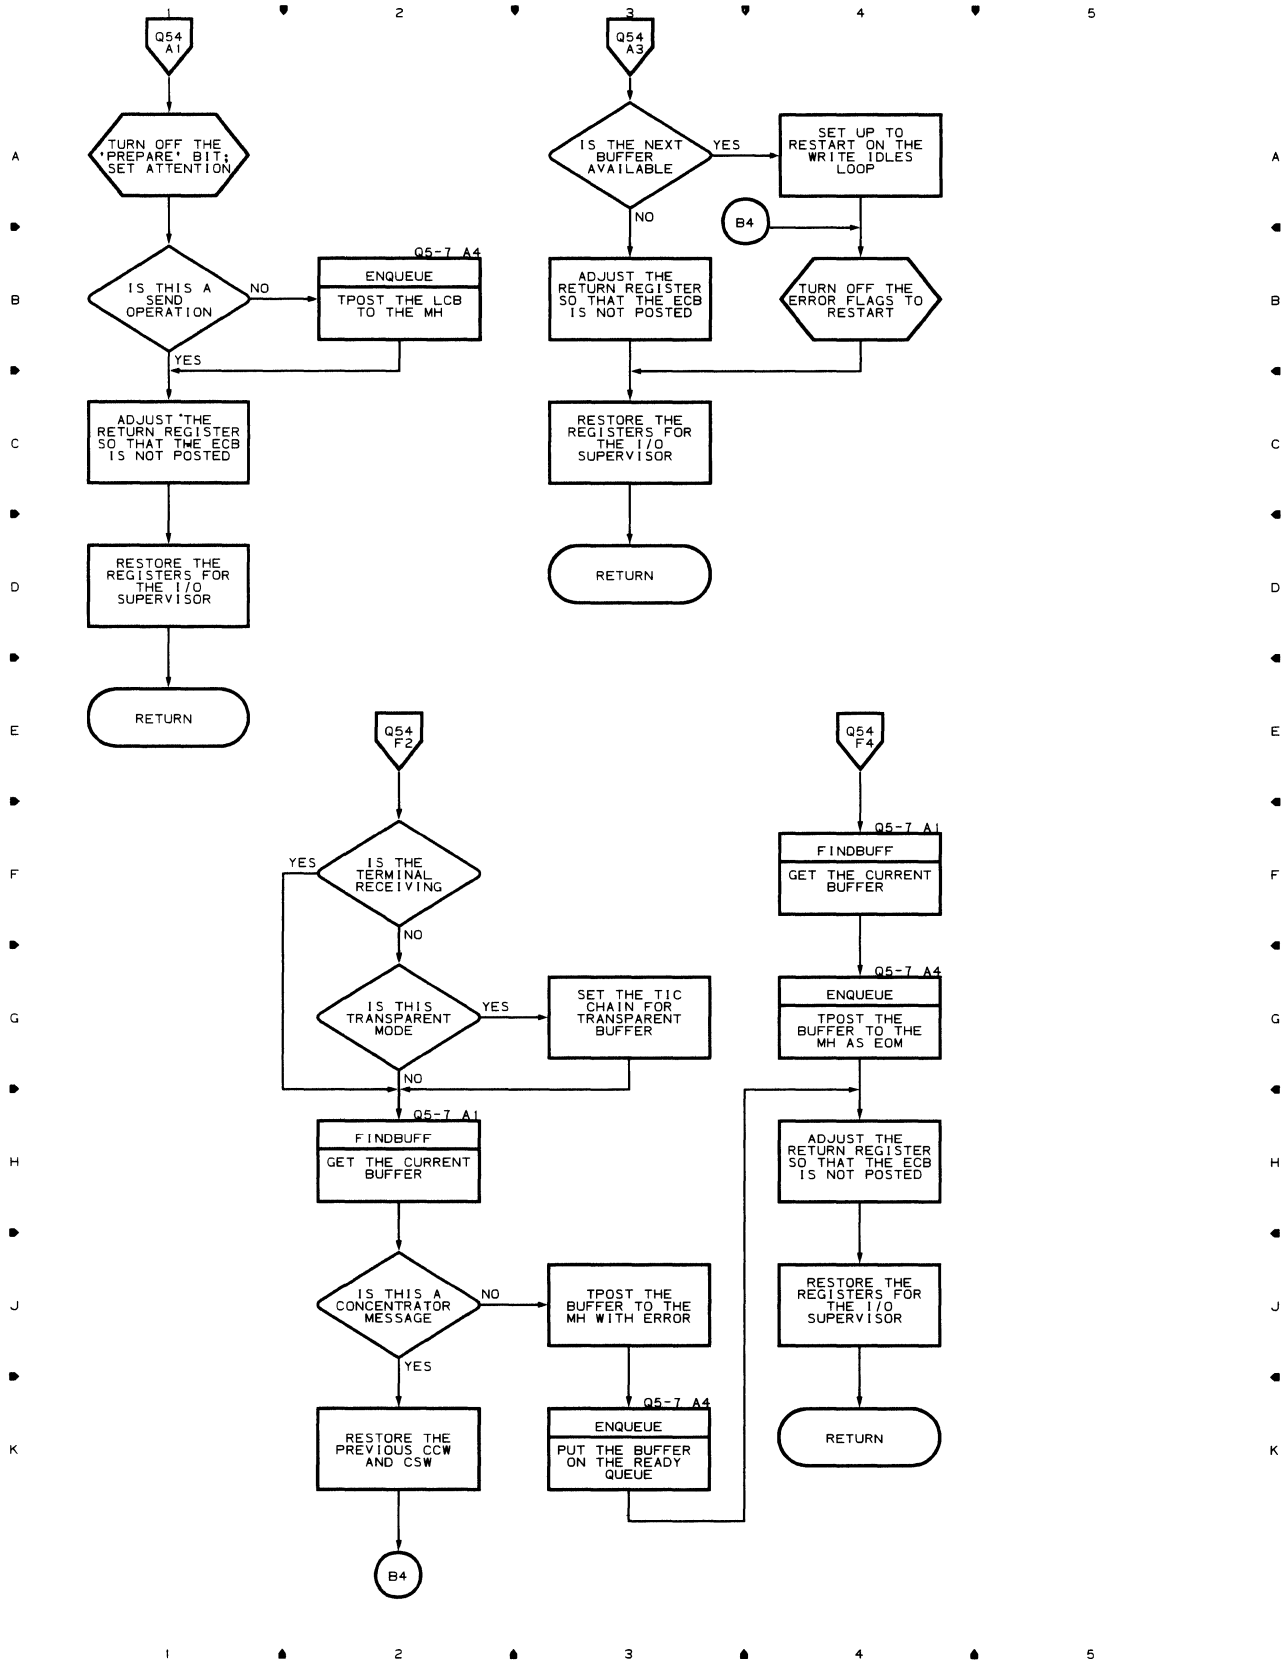 1 2 3 4 5
Q54
A1
Q54
A3
A
TURN OFF THE
'PREPARE' BIT;
SET ATTENTION
IS THE NEXT
BUFFER
AVAILABLE
YES
SET UP TO
RESTART ON THE
WRITE IDLES
LOOP
A
NO
B4
B
IS THIS A
SEND
OPERATION
NO
Q5-7 A4
ENQUEUE
TPOST THE LCB
TO THE MH
YES
ADJUST THE
RETURN REGISTER
SO THAT THE ECB
IS NOT POSTED
TURN OFF THE
ERROR FLAGS TO
RESTART
B
C
ADJUST 'THE
RETURN REGISTER
SO THAT THE ECB
IS NOT POSTED
RESTORE THE
REGISTERS FOR
THE I/O
SUPERVISOR
C
D
RESTORE THE
REGISTERS FOR
THE I/O
SUPERVISOR
RETURN
D
E
RETURN
Q54
F2
Q54
F4
E
F
YES
IS THE
TERMINAL
RECEIVING
NO
Q5-7 A1
FINDBUFF
GET THE CURRENT
BUFFER
F
G
IS THIS
TRANSPARENT
MODE
YES
NO
SET THE TIC
CHAIN FOR
TRANSPARENT
BUFFER
Q5-7 A4
ENQUEUE
TPOST THE
BUFFER TO THE
MH AS EOM
G
H
Q5-7 A1
FINDBUFF
GET THE CURRENT
BUFFER
ADJUST THE
RETURN REGISTER
SO THAT THE ECB
IS NOT POSTED
H
J
IS THIS A
CONCENTRATOR
MESSAGE
NO
YES
TPOST THE
BUFFER TO THE
MH WITH ERROR
RESTORE THE
REGISTERS FOR
THE I/O
SUPERVISOR
J
K
RESTORE THE
PREVIOUS CCW
AND CSW
Q5-7 A4
ENQUEUE
PUT THE BUFFER
ON THE READY
QUEUE
RETURN
K
B4
1 2 3 4 5